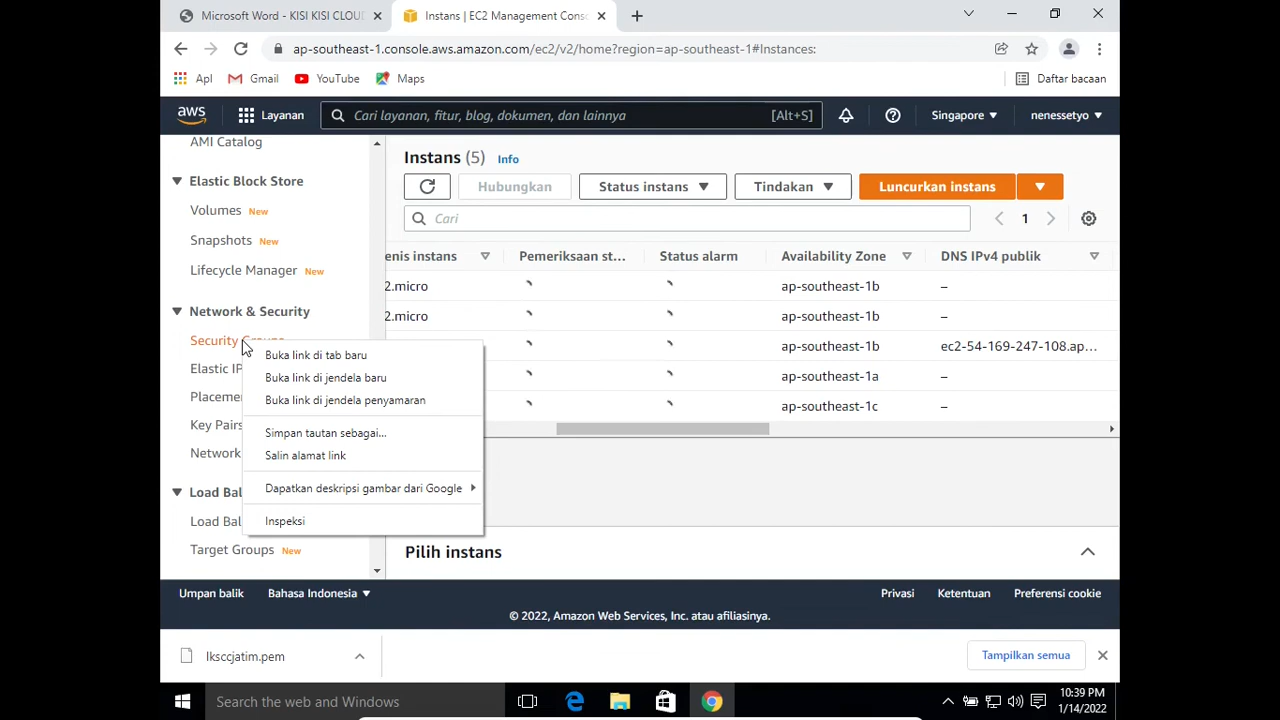 Microsoft Word - KISI KISI CLOUD
Instans | EC2 Management Conso
ap-southeast-1.console.aws.amazon.com/ec2/v2/home?region=ap-southeast-1#Instances:
Apl
Gmail
YouTube
Maps
Daftar bacaan
aws
Layanan
Cari layanan, fitur, blog, dokumen, dan lainnya
[Alt+S]
Singapore
nenessetyo
AMI Catalog
Elastic Block Store
Volumes New
Snapshots New
Lifecycle Manager New
Network & Security
Security Groups
Elastic IP
Placemen
Key Pairs
Network
Load Bal
Load Bal
Target Groups New
Buka link di tab baru
Buka link di jendela baru
Buka link di jendela penyamaran
Simpan tautan sebagai...
Salin alamat link
Dapatkan deskripsi gambar dari Google
Inspeksi
Instans (5) Info
Hubungkan
Status instans
Tindakan
Luncurkan instans
Cari
1
enis instans
Pemeriksaan st...
Status alarm
Availability Zone
DNS IPv4 publik
2.micro
ap-southeast-1b
–
2.micro
ap-southeast-1b
–
ap-southeast-1b
ec2-54-169-247-108.ap...
ap-southeast-1a
–
ap-southeast-1c
–
Pilih instans
Umpan balik
Bahasa Indonesia
Privasi
Ketentuan
Preferensi cookie
© 2022, Amazon Web Services, Inc. atau afiliasinya.
lksccjatim.pem
Tampilkan semua
Search the web and Windows
10:39 PM
1/14/2022